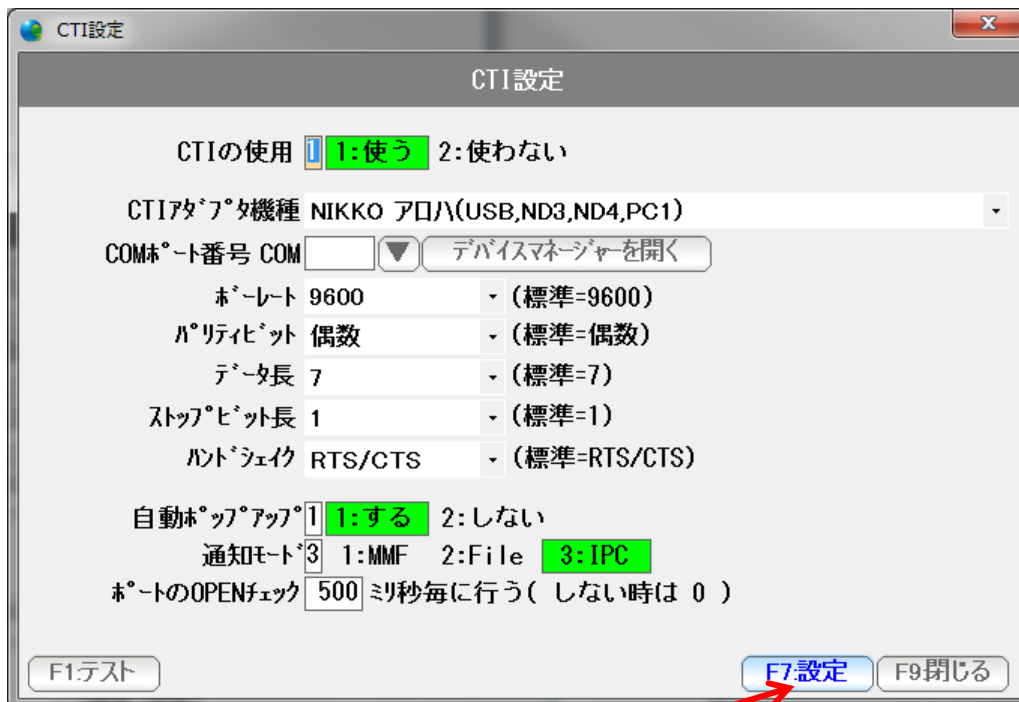 CTI設定
CTI設定
CTIの使用 1 1:使う 2:使わない
CTIｱﾀﾞﾌﾟﾀ機種 NIKKO アロハ(USB,ND3,ND4,PC1)
COMﾎﾟｰﾄ番号 COM ▼ デバイスマネージャーを開く
ﾎﾞｰﾚｰﾄ 9600 (標準=9600)
ﾊﾟﾘﾃｨﾋﾞｯﾄ 偶数 (標準=偶数)
ﾃﾞｰﾀ長 7 (標準=7)
ｽﾄｯﾌﾟﾋﾞｯﾄ長 1 (標準=1)
ﾊﾝﾄﾞｼｪｲｸ RTS/CTS (標準=RTS/CTS)
自動ﾎﾟｯﾌﾟｱｯﾌﾟ 1 1:する 2:しない
通知ﾓｰﾄﾞ 3 1:MMF 2:File 3:IPC
ﾎﾟｰﾄのOPENﾁｪｯｸ 500 ﾐﾘ秒毎に行う( しない時は 0 )
F1:テスト F7:設定 F9:閉じる